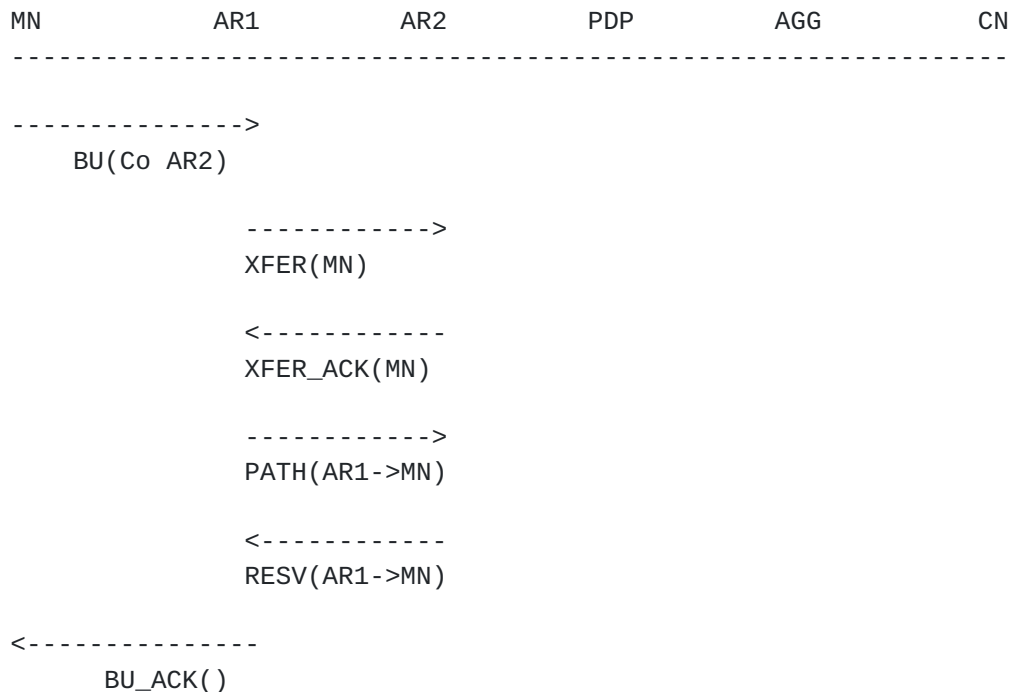 MN AR1 AR2 PDP AGG CN
----------------------------------------------------------------
--------------->
BU(Co AR2)
------------>
XFER(MN)
<------------
XFER_ACK(MN)
------------>
PATH(AR1->MN)
<------------
RESV(AR1->MN)
<---------------
BU_ACK()